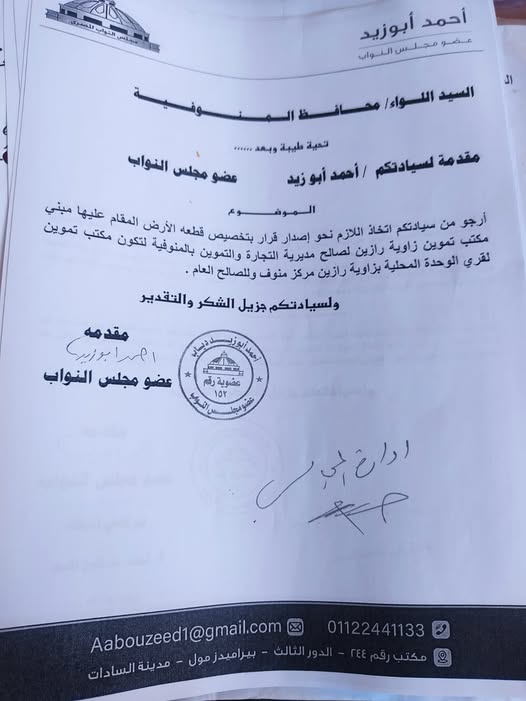 أحمد أبوزيد
عضو مجلس النواب
مجلس النواب المصري
السيد اللواء/ محافظ المنوفية
تحية طيبة وبعد ......
مقدمة لسيادتكم / أحمد أبو زيد عضو مجلس النواب
الموضوع
أرجو من سيادتكم اتخاذ اللازم نحو إصدار قرار بتخصيص قطعه الأرض المقام عليها مبني
مكتب تموين زاوية رازين لصالح مديرية التجارة والتموين بالمنوفية لتكون مكتب تموين
لقري الوحدة المحلية بزاوية رازين مركز منوف وللصالح العام .
ولسيادتكم جزيل الشكر والتقدير
مقدمه
احمد ابوزيد
عضو مجلس النواب
أحمد أبوزيد دياب
عضوية رقم
١٥٢
عضو مجلس النواب
01122441133
Aabouzeed1@gmail.com
مكتب رقم ٢٤٤ - الدور الثالث - بيراميدز مول - مدينة السادات